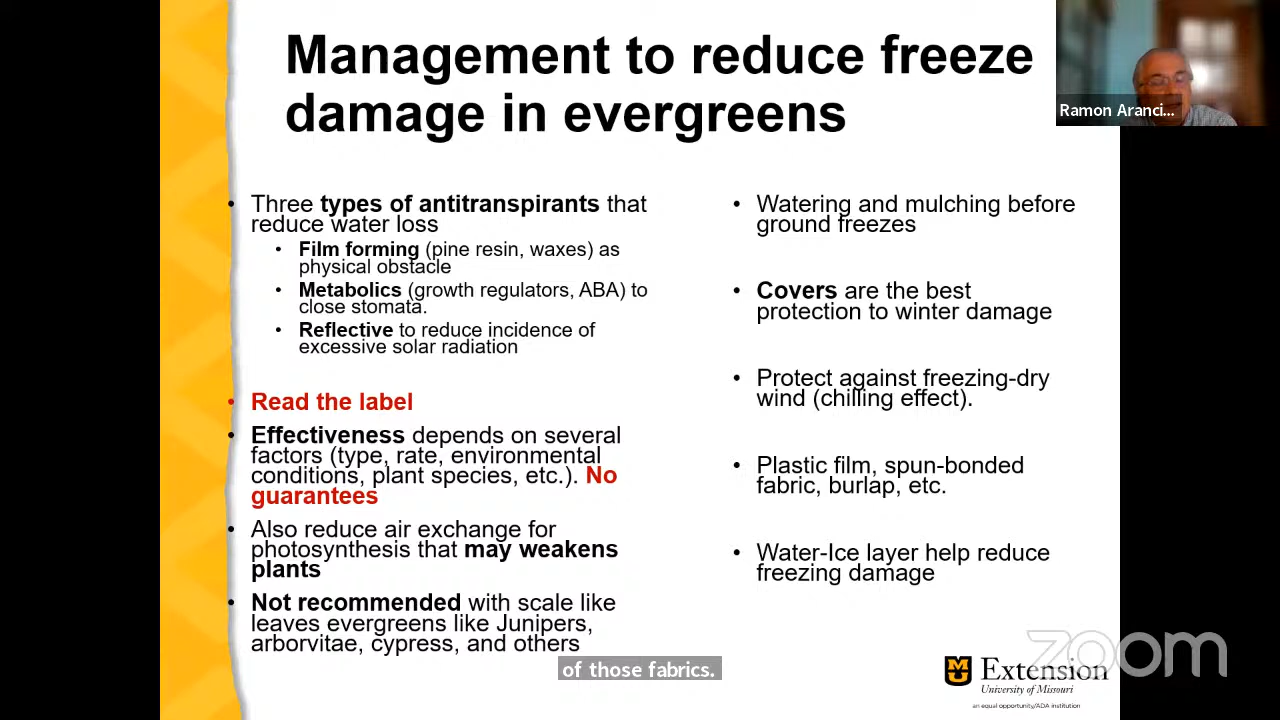 Management to reduce freeze
damage in evergreens
Ramon Aranci...
• Three types of antitranspirants that
reduce water loss
• Film forming (pine resin, waxes) as
physical obstacle
• Metabolics (growth regulators, ABA) to
close stomata.
• Reflective to reduce incidence of
excessive solar radiation
• Read the label
• Effectiveness depends on several
factors (type, rate, environmental
conditions, plant species, etc.). No
guarantees
• Also reduce air exchange for
photosynthesis that may weakens
plants
• Not recommended with scale like
leaves evergreens like Junipers,
arborvitae, cypress, and others
• Watering and mulching before
ground freezes
• Covers are the best
protection to winter damage
• Protect against freezing-dry
wind (chilling effect).
• Plastic film, spun-bonded
fabric, burlap, etc.
• Water-Ice layer help reduce
freezing damage
of those fabrics.
zoom
Extension
University of Missouri
an equal opportunity/ADA institution